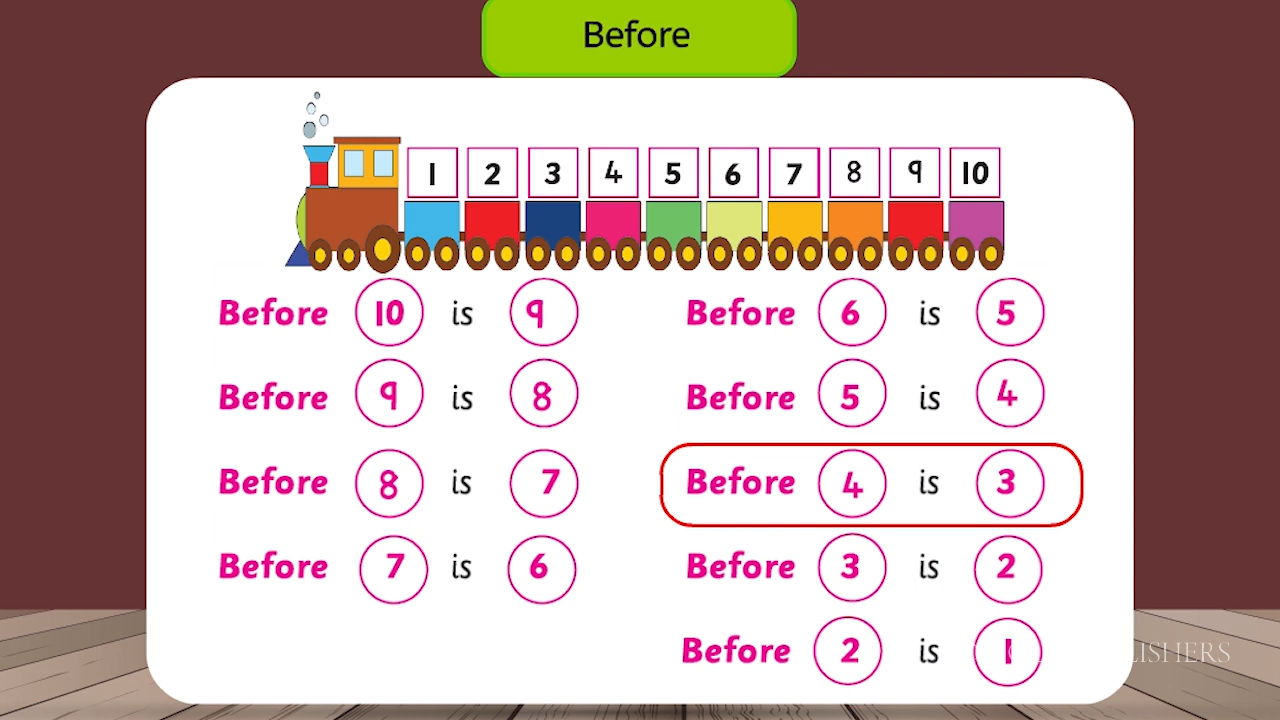 Before
1 2 3 4 5 6 7 8 9 10
Before 10 is 9
Before 9 is 8
Before 8 is 7
Before 7 is 6
Before 6 is 5
Before 5 is 4
Before 4 is 3
Before 3 is 2
Before 2 is 1